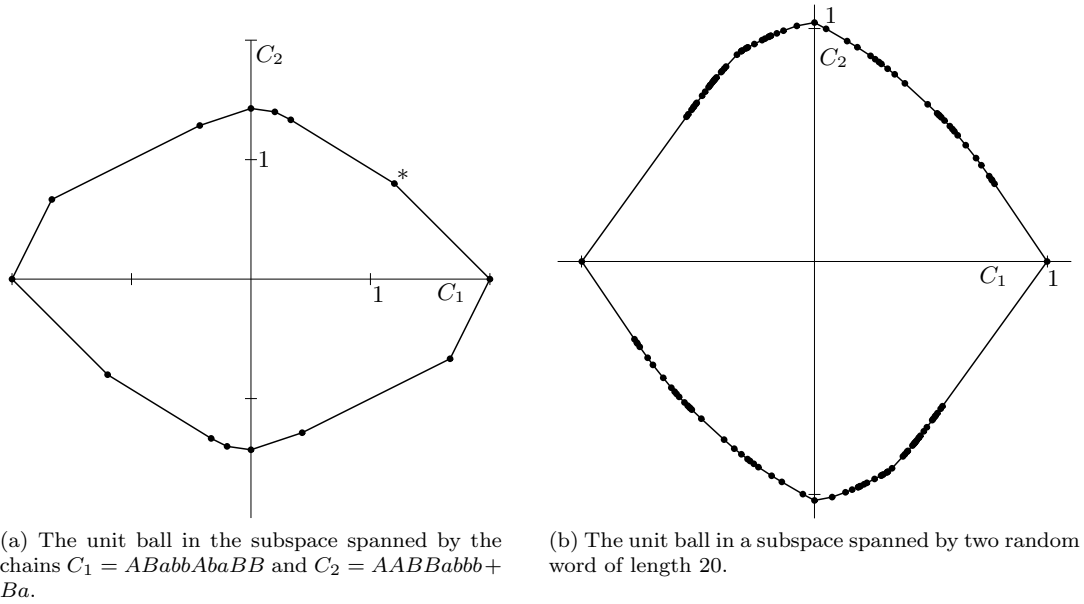 C₂
1
*
1
C₁
1
C₂
C₁
1
(a) The unit ball in the subspace spanned by the
chains C₁ = ABabbAbaBB and C₂ = AABBabbb+
Ba.
(b) The unit ball in a subspace spanned by two random
word of length 20.